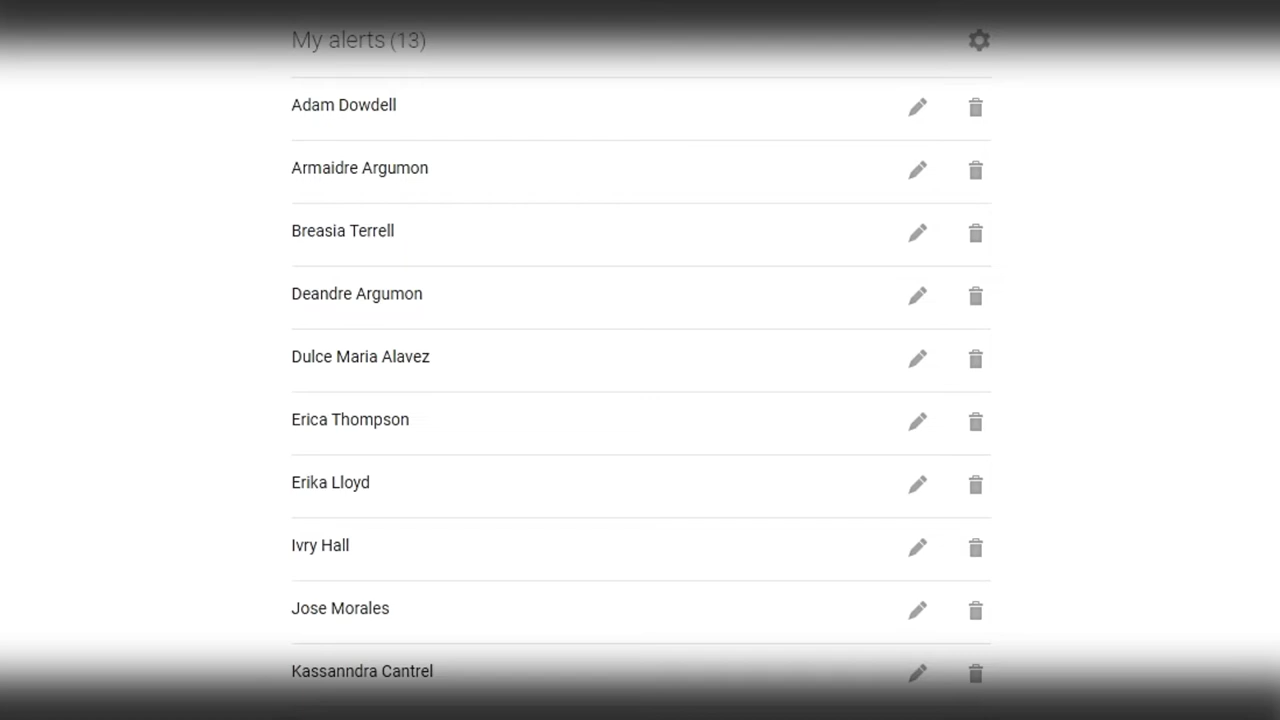 My alerts (13)
Adam Dowdell
Armaidre Argumon
Breasia Terrell
Deandre Argumon
Dulce Maria Alavez
Erica Thompson
Erika Lloyd
Ivry Hall
Jose Morales
Kassanndra Cantrel